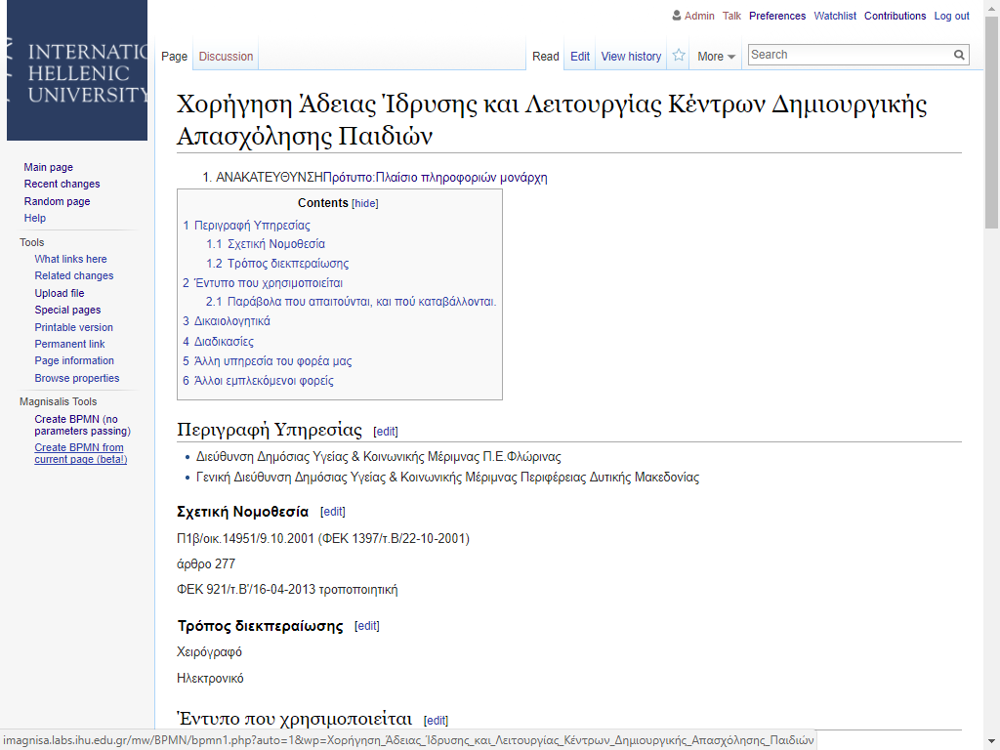 INTERNATIO
HELLENIC
UNIVERSITY
Admin Talk Preferences Watchlist Contributions Log out
Page Discussion Read Edit View history More Search
Main page
Recent changes
Random page
Help
Tools
What links here
Related changes
Upload file
Special pages
Printable version
Permanent link
Page information
Browse properties
Magnisalis Tools
Create BPMN (no
parameters passing)
Create BPMN from
current page (beta!)
Χορήγηση Άδειας Ίδρυσης και Λειτουργίας Κέντρων Δημιουργικής
Απασχόλησης Παιδιών
1. ΑΝΑΚΑΤΕΥΘΥΝΣΗΠρότυπο:Πλαίσιο πληροφοριών μονάρχη
Contents [hide]
1 Περιγραφή Υπηρεσίας
1.1 Σχετική Νομοθεσία
1.2 Τρόπος διεκπεραίωσης
2 Έντυπο που χρησιμοποιείται
2.1 Παράβολα που απαιτούνται, και πού καταβάλλονται.
3 Δικαιολογητικά
4 Διαδικασίες
5 Άλλη υπηρεσία του φορέα μας
6 Άλλοι εμπλεκόμενοι φορείς
Περιγραφή Υπηρεσίας [edit]
• Διεύθυνση Δημόσιας Υγείας & Κοινωνικής Μέριμνας Π.Ε.Φλώρινας
• Γενική Διεύθυνση Δημόσιας Υγείας & Κοινωνικής Μέριμνας Περιφέρειας Δυτικής Μακεδονίας
Σχετική Νομοθεσία [edit]
Π1β/οικ.14951/9.10.2001 (ΦΕΚ 1397/τ.Β/22-10-2001)
άρθρο 277
ΦΕΚ 921/τ.Β'/16-04-2013 τροποποιητική
Τρόπος διεκπεραίωσης [edit]
Χειρόγραφό
Ηλεκτρονικό
Έντυπο που χρησιμοποιείται [edit]
imagnisa.labs.ihu.edu.gr/mw/BPMN/bpmn1.php?auto=1&wp=Χορήγηση_Άδειας_Ίδρυσης_και_Λειτουργίας_Κέντρων_Δημιουργικής_Απασχόλησης_Παιδιών